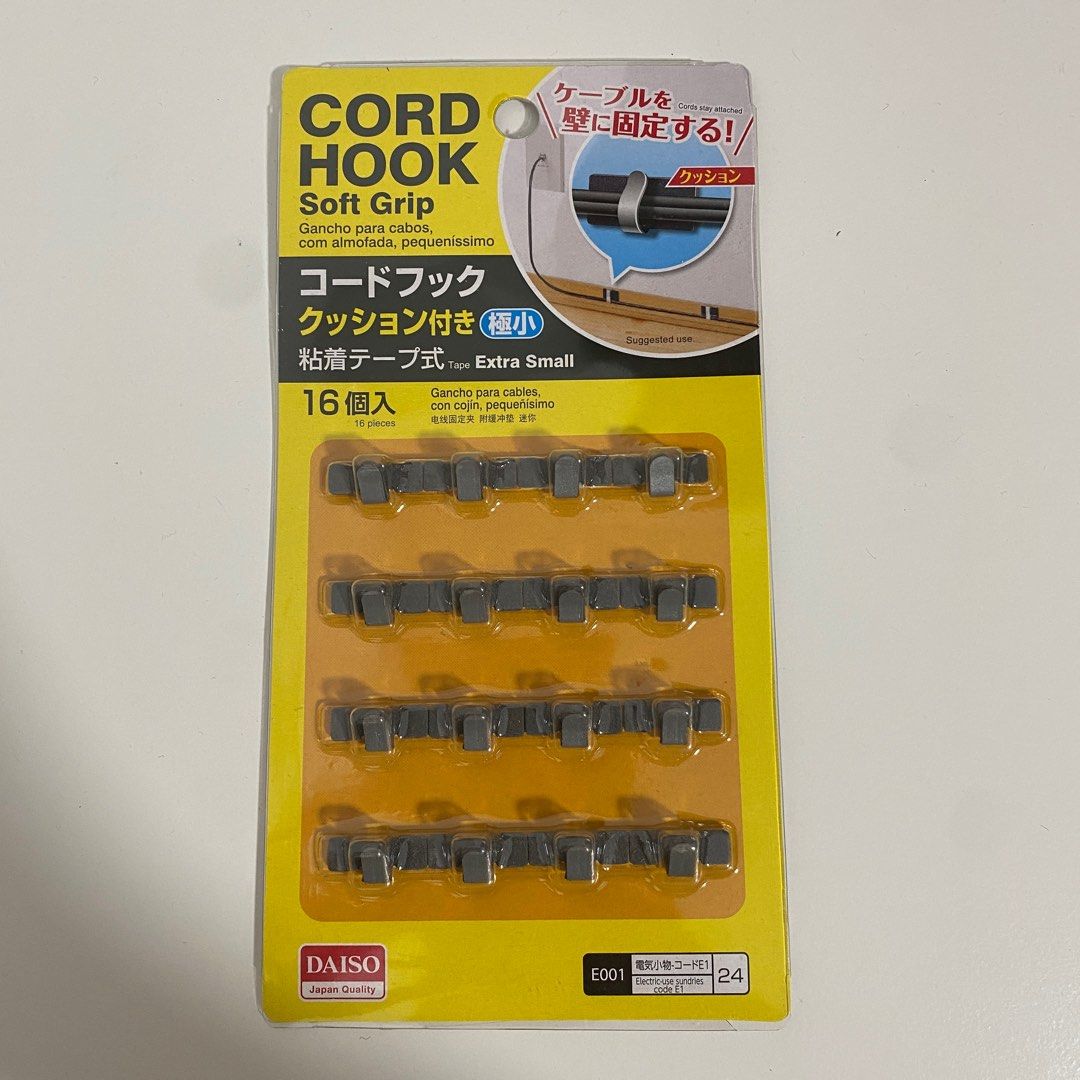 CORD
HOOK
Soft Grip
Gancho para cabos,
com almofada, pequeníssimo
ケーブルを
Cords stay attached
壁に固定する!
クッション
コードフック
クッション付き 極小
粘着テープ式 Tape Extra Small
Suggested use
16個入
16 pieces
Gancho para cables,
con cojín, pequeñísimo
电线固定夹 附缓冲垫 迷你
DAISO
Japan Quality
E001
電気小物-コードE1
Electric-use sundries
code E1
24